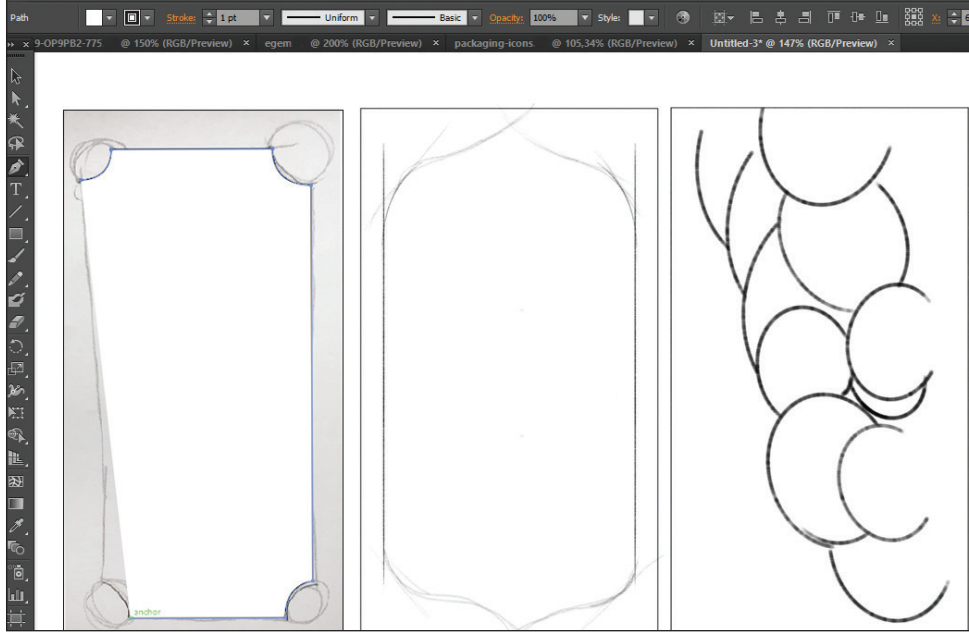 Path Stroke: 1 pt Uniform Basic Opacity: 100% Style: X:
9-OP9PB2-775 @ 150% (RGB/Preview) × egem @ 200% (RGB/Preview) × packaging-icons @ 105,34% (RGB/Preview) × Untitled-3* @ 147% (RGB/Preview) ×
T
anchor